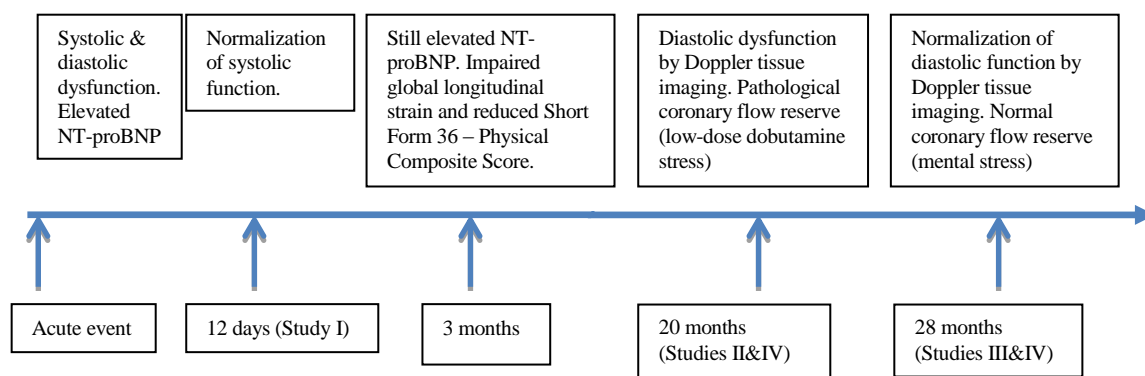 Systolic &
diastolic
dysfunction.
Elevated
NT-proBNP
Normalization
of systolic
function.
Still elevated NT-
proBNP. Impaired
global longitudinal
strain and reduced Short
Form 36 – Physical
Composite Score.
Diastolic dysfunction
by Doppler tissue
imaging. Pathological
coronary flow reserve
(low-dose dobutamine
stress)
Normalization of
diastolic function by
Doppler tissue
imaging. Normal
coronary flow reserve
(mental stress)
Acute event
12 days (Study I)
3 months
20 months
(Studies II&IV)
28 months
(Studies III&IV)